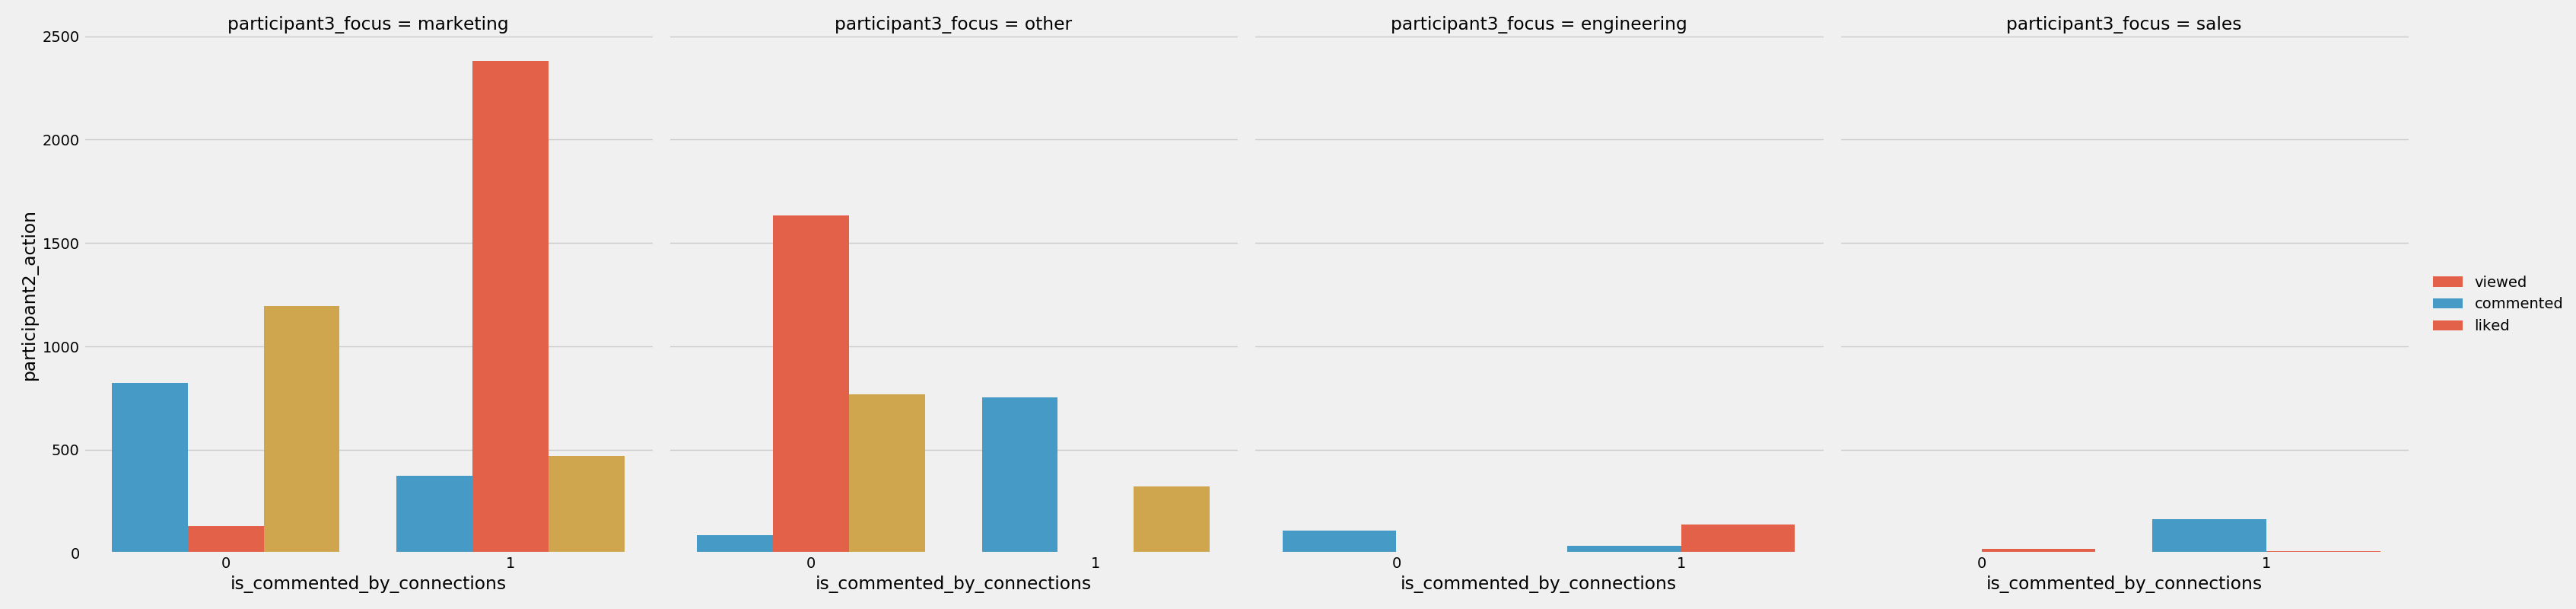 participant3_focus = marketing
participant3_focus = other
participant3_focus = engineering
participant3_focus = sales
2500
2000
1500
1000
500
0
participant2_action
0 1
0 1
0 1
0 1
is_commented_by_connections
is_commented_by_connections
is_commented_by_connections
is_commented_by_connections
viewed
commented
liked